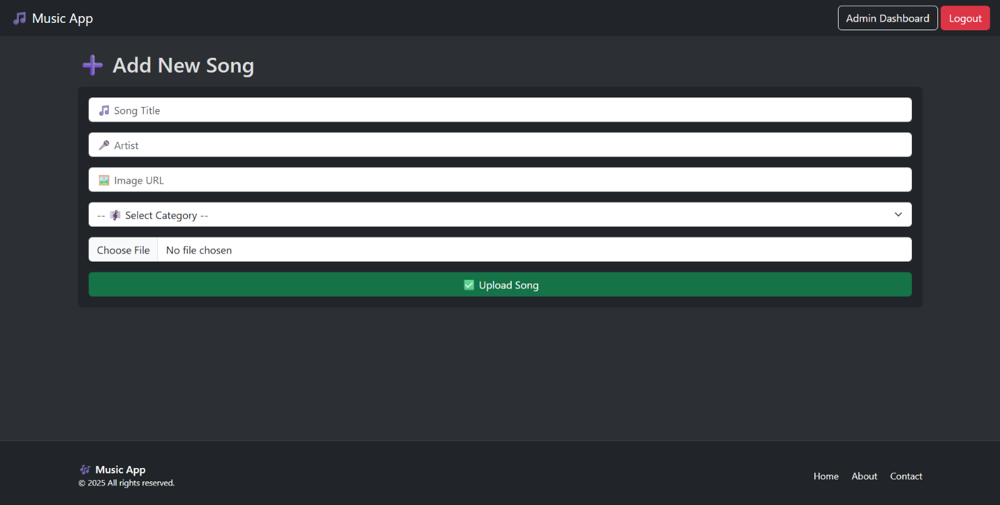 🎵 Music App
Admin Dashboard
Logout
➕ Add New Song
🎵 Song Title
🎤 Artist
🖼️ Image URL
-- 🎼 Select Category --
Choose File No file chosen
✅ Upload Song
🎶 Music App
© 2025 All rights reserved.
Home About Contact